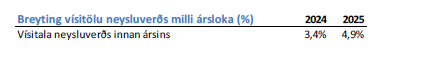 Breyting vísitölu neysluverðs milli ársloka (%) 2024 2025
Vísitala neysluverðs innan ársins 3,4% 4,9%